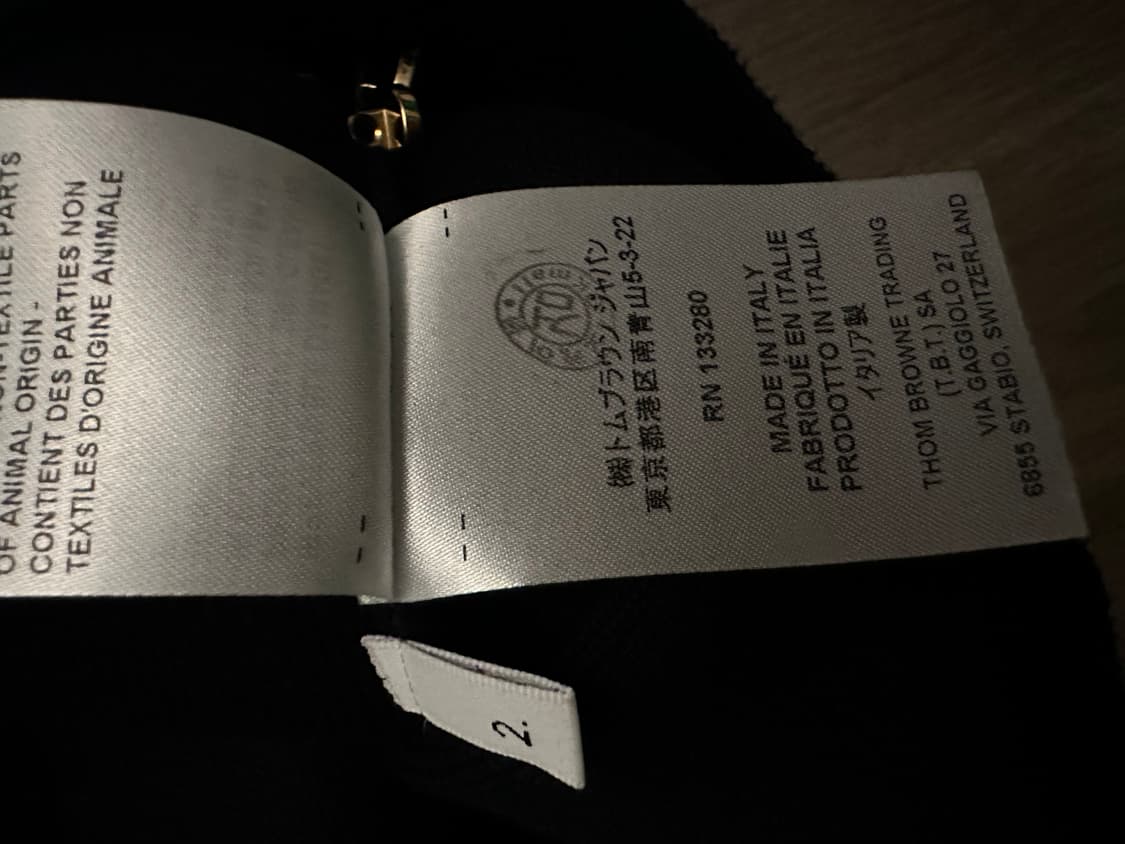 OF ANIMAL ORIGIN -
CONTIENT DES PARTIES NON
TEXTILES D'ORIGINE ANIMALE
㈱トムブラウン ジャパン
東京都港区南青山5-3-22
RN 133280
MADE IN ITALY
FABRIQUÉ EN ITALIE
PRODOTTO IN ITALIA
イタリア製
THOM BROWNE TRADING
(T.B.T.) SA
VIA GAGGIOLO 27
6855 STABIO, SWITZERLAND
2.